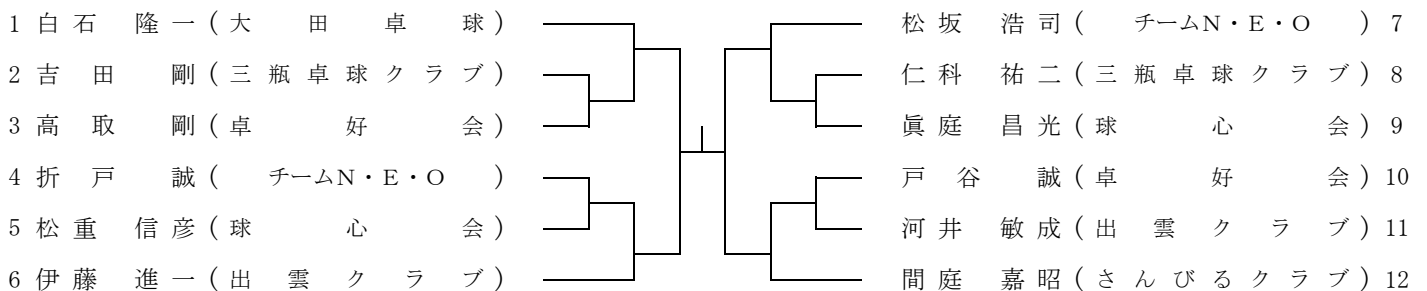 1 白石 隆一 (大田卓球)
2 吉田 剛 (三瓶卓球クラブ)
3 高取 剛 (卓好会)
4 折戸 誠 (チームN・E・O)
5 松重 信彦 (球心会)
6 伊藤 進一 (出雲クラブ)
松坂 浩司 (チームN・E・O) 7
仁科 祐二 (三瓶卓球クラブ) 8
眞庭 昌光 (球心会) 9
戸谷 誠 (卓好会) 10
河井 敏成 (出雲クラブ) 11
間庭 嘉昭 (さんびるクラブ) 12